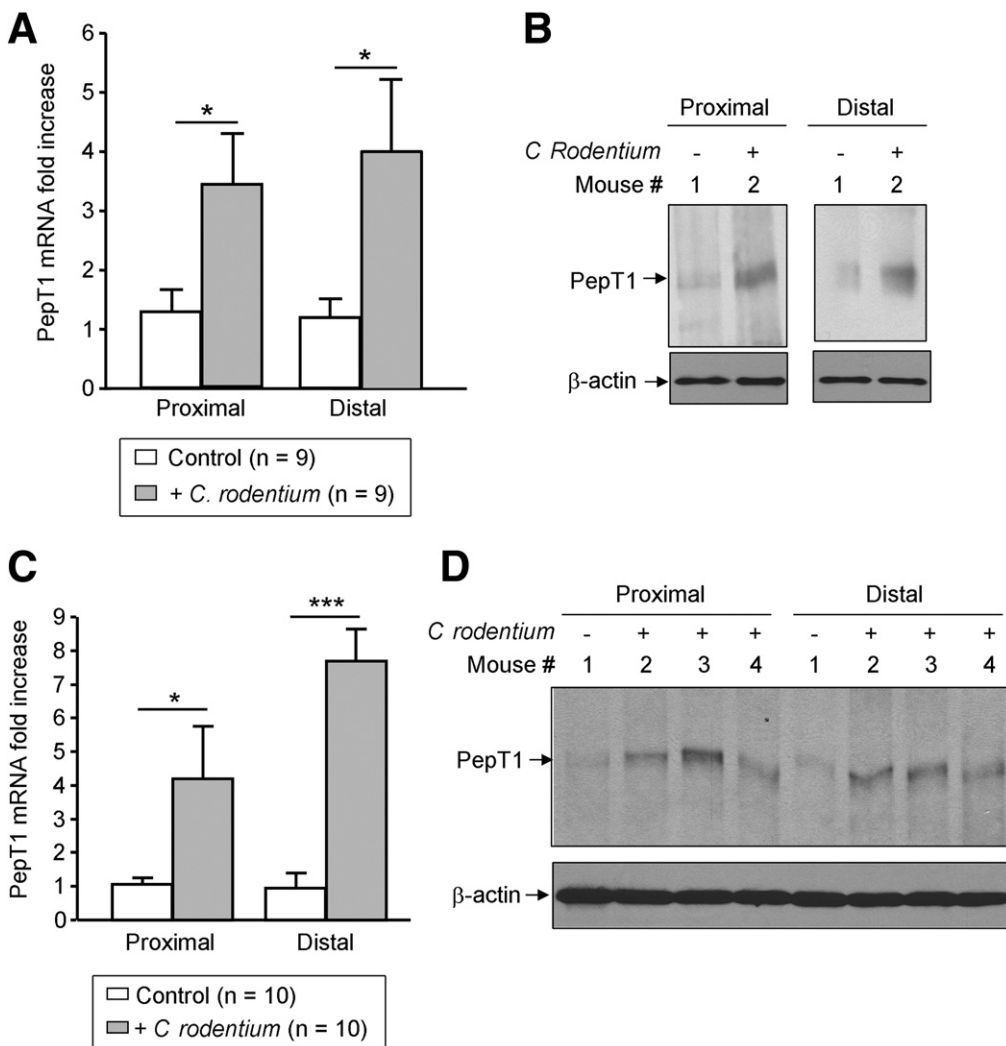 A
PepT1 mRNA fold increase
6
5
4
3
2
1
0
*
*
Proximal Distal
Control (n = 9)
+ C. rodentium (n = 9)
B
Proximal Distal
C Rodentium - + - +
Mouse # 1 2 1 2
PepT1
β-actin
C
PepT1 mRNA fold increase
9
8
7
6
5
4
3
2
1
0
*
***
Proximal Distal
Control (n = 10)
+ C rodentium (n = 10)
D
Proximal Distal
C rodentium - + + + - + + +
Mouse # 1 2 3 4 1 2 3 4
PepT1
β-actin